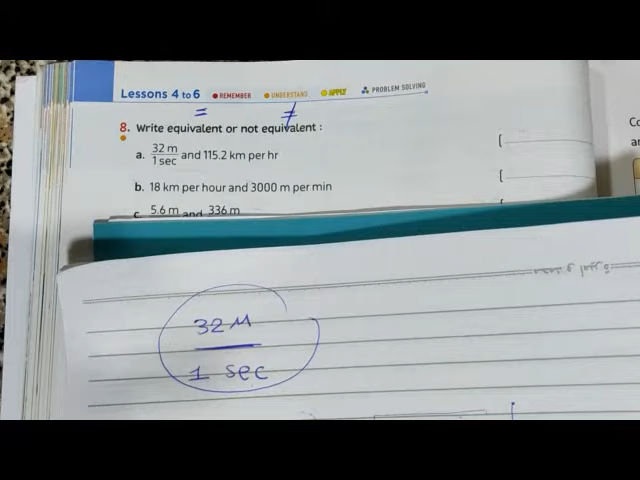 Lessons 4 to 6 REMEMBER UNDERSTAND APPLY PROBLEM SOLVING
= ≠
8. Write equivalent or not equivalent :
a. 32 m / 1 sec and 115.2 km per hr (
b. 18 km per hour and 3000 m per min (
c. 5.6 m and 336 m
32 M
1 sec